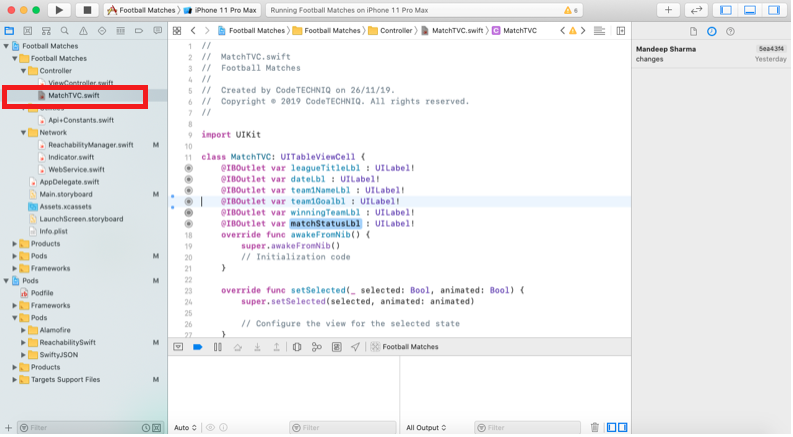 Football Matches
iPhone 11 Pro Max
Running Football Matches on iPhone 11 Pro Max
6
Football Matches
Football Matches
Controller
MatchTVC.swift
MatchTVC
Football Matches
Football Matches
Controller
ViewController.swift
MatchTVC.swift
Api+Constants.swift
Network
ReachabilityManager.swift M
Indicator.swift
WebService.swift M
AppDelegate.swift
Main.storyboard M
Assets.xcassets
LaunchScreen.storyboard
Info.plist
Products
Pods M
Frameworks
Pods M
Podfile
Frameworks
Pods
Alamofire
ReachabilitySwift M
SwiftyJSON
Products
Targets Support Files M
Filter
1 //
2 // MatchTVC.swift
3 // Football Matches
4 //
5 // Created by CodeTECHNIQ on 26/11/19.
6 // Copyright © 2019 CodeTECHNIQ. All rights reserved.
7 //
8
9 import UIKit
10
11 class MatchTVC: UITableViewCell {
@IBOutlet var leagueTitleLbl : UILabel!
@IBOutlet var dateLbl : UILabel!
@IBOutlet var team1NameLbl : UILabel!
@IBOutlet var team1Goalbl : UILabel!
@IBOutlet var winningTeamLbl : UILabel!
@IBOutlet var matchStatusLbl : UILabel!
18 override func awakeFromNib() {
19 super.awakeFromNib()
20 // Initialization code
21 }
22
23 override func setSelected(_ selected: Bool, animated: Bool) {
24 super.setSelected(selected, animated: animated)
25
26 // Configure the view for the selected state
27 }
Football Matches
Auto
Filter
All Output
Filter
Mandeep Sharma 5ea43f4
changes Yesterday